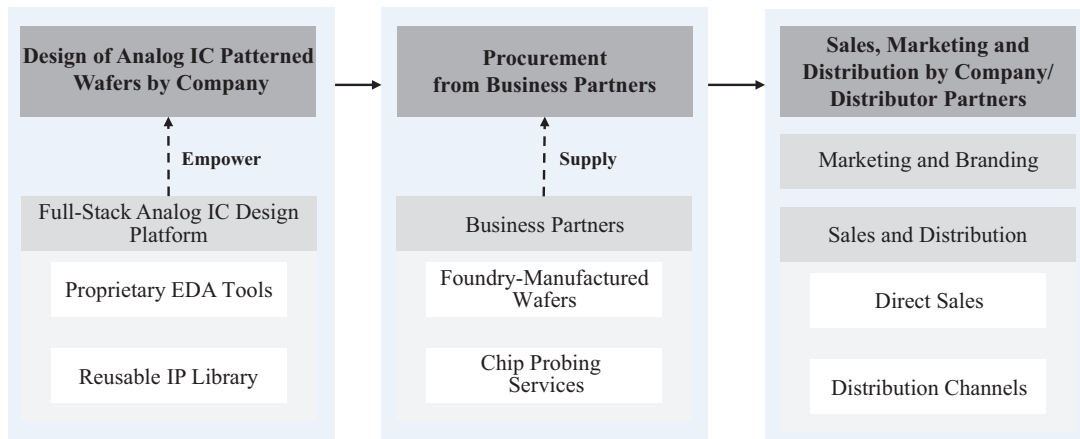 Design of Analog IC Patterned
Wafers by Company
Empower
Full-Stack Analog IC Design
Platform
Proprietary EDA Tools
Reusable IP Library
Procurement
from Business Partners
Supply
Business Partners
Foundry-Manufactured
Wafers
Chip Probing
Services
Sales, Marketing and
Distribution by Company/
Distributor Partners
Marketing and Branding
Sales and Distribution
Direct Sales
Distribution Channels